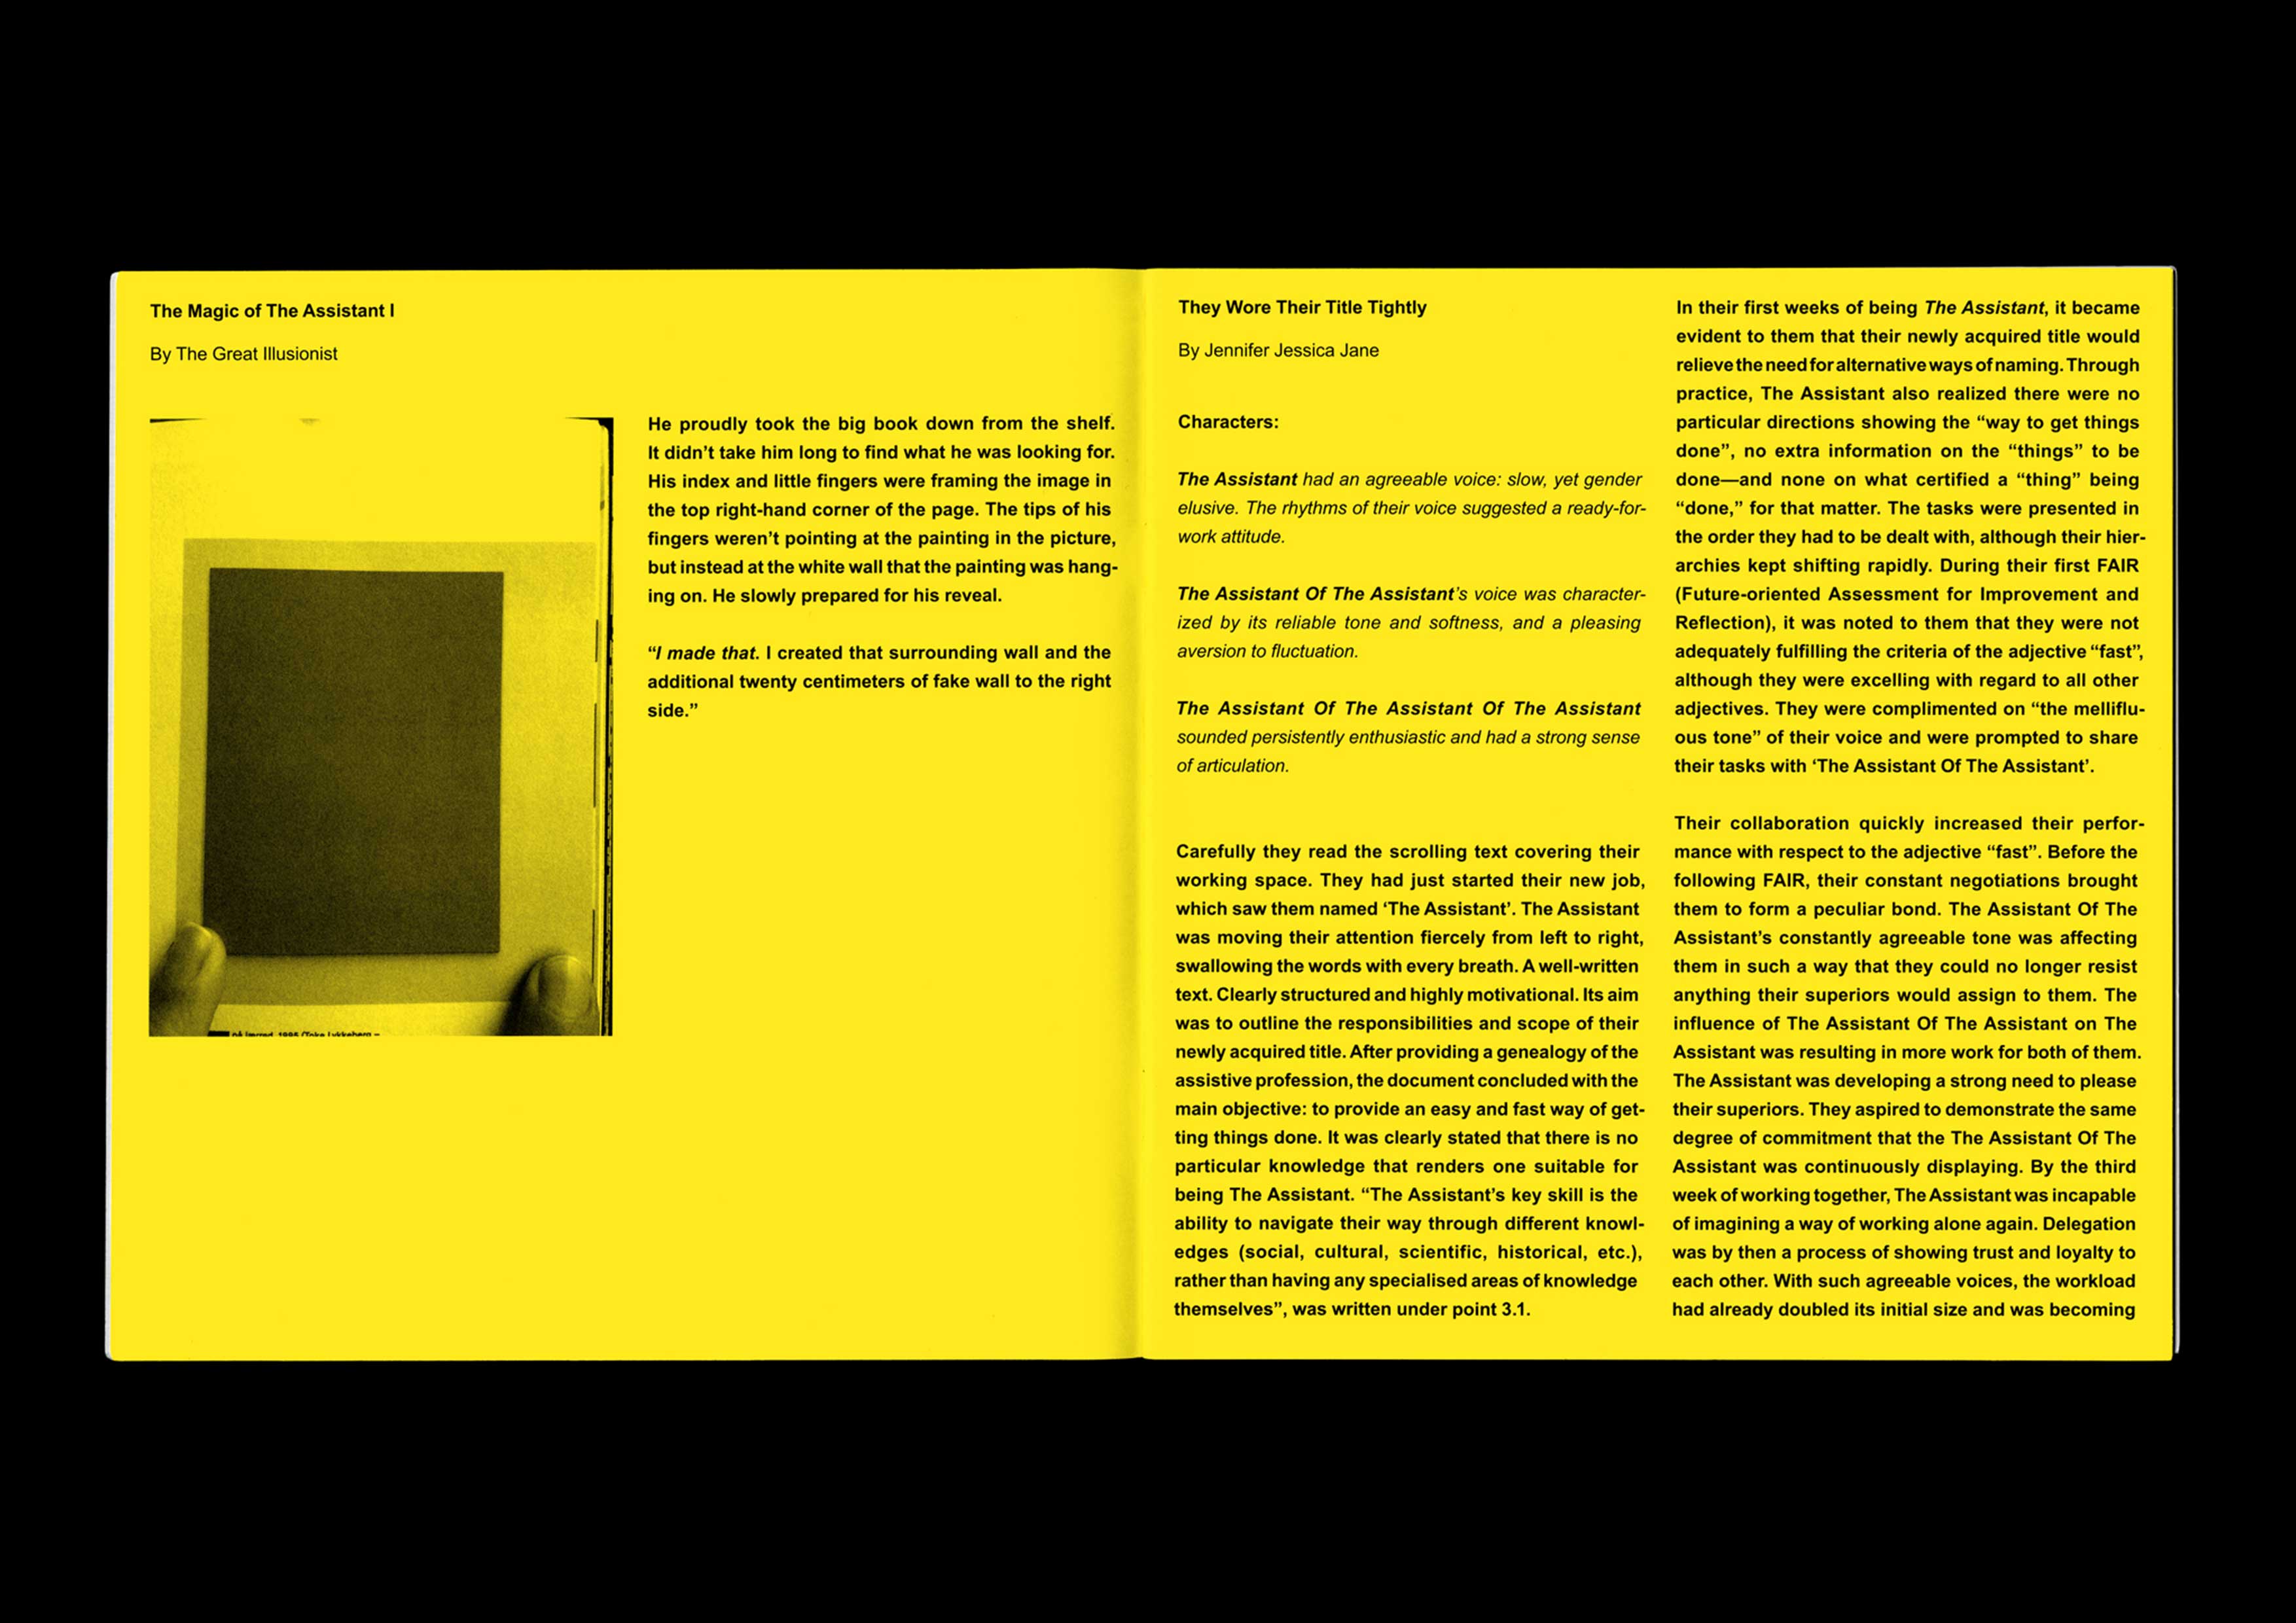 The Magic of The Assistant I
By The Great Illusionist
på lærred, 1995 (Toke Lykkeberg –
He proudly took the big book down from the shelf.
It didn’t take him long to find what he was looking for.
His index and little fingers were framing the image in
the top right-hand corner of the page. The tips of his
fingers weren’t pointing at the painting in the picture,
but instead at the white wall that the painting was hang-
ing on. He slowly prepared for his reveal.
“I made that. I created that surrounding wall and the
additional twenty centimeters of fake wall to the right
side.”
They Wore Their Title Tightly
By Jennifer Jessica Jane
Characters:
The Assistant had an agreeable voice: slow, yet gender
elusive. The rhythms of their voice suggested a ready-for-
work attitude.
The Assistant Of The Assistant’s voice was character-
ized by its reliable tone and softness, and a pleasing
aversion to fluctuation.
The Assistant Of The Assistant Of The Assistant
sounded persistently enthusiastic and had a strong sense
of articulation.
Carefully they read the scrolling text covering their
working space. They had just started their new job,
which saw them named ‘The Assistant’. The Assistant
was moving their attention fiercely from left to right,
swallowing the words with every breath. A well-written
text. Clearly structured and highly motivational. Its aim
was to outline the responsibilities and scope of their
newly acquired title. After providing a genealogy of the
assistive profession, the document concluded with the
main objective: to provide an easy and fast way of get-
ting things done. It was clearly stated that there is no
particular knowledge that renders one suitable for
being The Assistant. “The Assistant’s key skill is the
ability to navigate their way through different knowl-
edges (social, cultural, scientific, historical, etc.),
rather than having any specialised areas of knowledge
themselves”, was written under point 3.1.
In their first weeks of being The Assistant, it became
evident to them that their newly acquired title would
relieve the need for alternative ways of naming. Through
practice, The Assistant also realized there were no
particular directions showing the “way to get things
done”, no extra information on the “things” to be
done—and none on what certified a “thing” being
“done,” for that matter. The tasks were presented in
the order they had to be dealt with, although their hier-
archies kept shifting rapidly. During their first FAIR
(Future-oriented Assessment for Improvement and
Reflection), it was noted to them that they were not
adequately fulfilling the criteria of the adjective “fast”,
although they were excelling with regard to all other
adjectives. They were complimented on “the melliflu-
ous tone” of their voice and were prompted to share
their tasks with ‘The Assistant Of The Assistant’.
Their collaboration quickly increased their perfor-
mance with respect to the adjective “fast”. Before the
following FAIR, their constant negotiations brought
them to form a peculiar bond. The Assistant Of The
Assistant’s constantly agreeable tone was affecting
them in such a way that they could no longer resist
anything their superiors would assign to them. The
influence of The Assistant Of The Assistant on The
Assistant was resulting in more work for both of them.
The Assistant was developing a strong need to please
their superiors. They aspired to demonstrate the same
degree of commitment that the The Assistant Of The
Assistant was continuously displaying. By the third
week of working together, The Assistant was incapable
of imagining a way of working alone again. Delegation
was by then a process of showing trust and loyalty to
each other. With such agreeable voices, the workload
had already doubled its initial size and was becoming